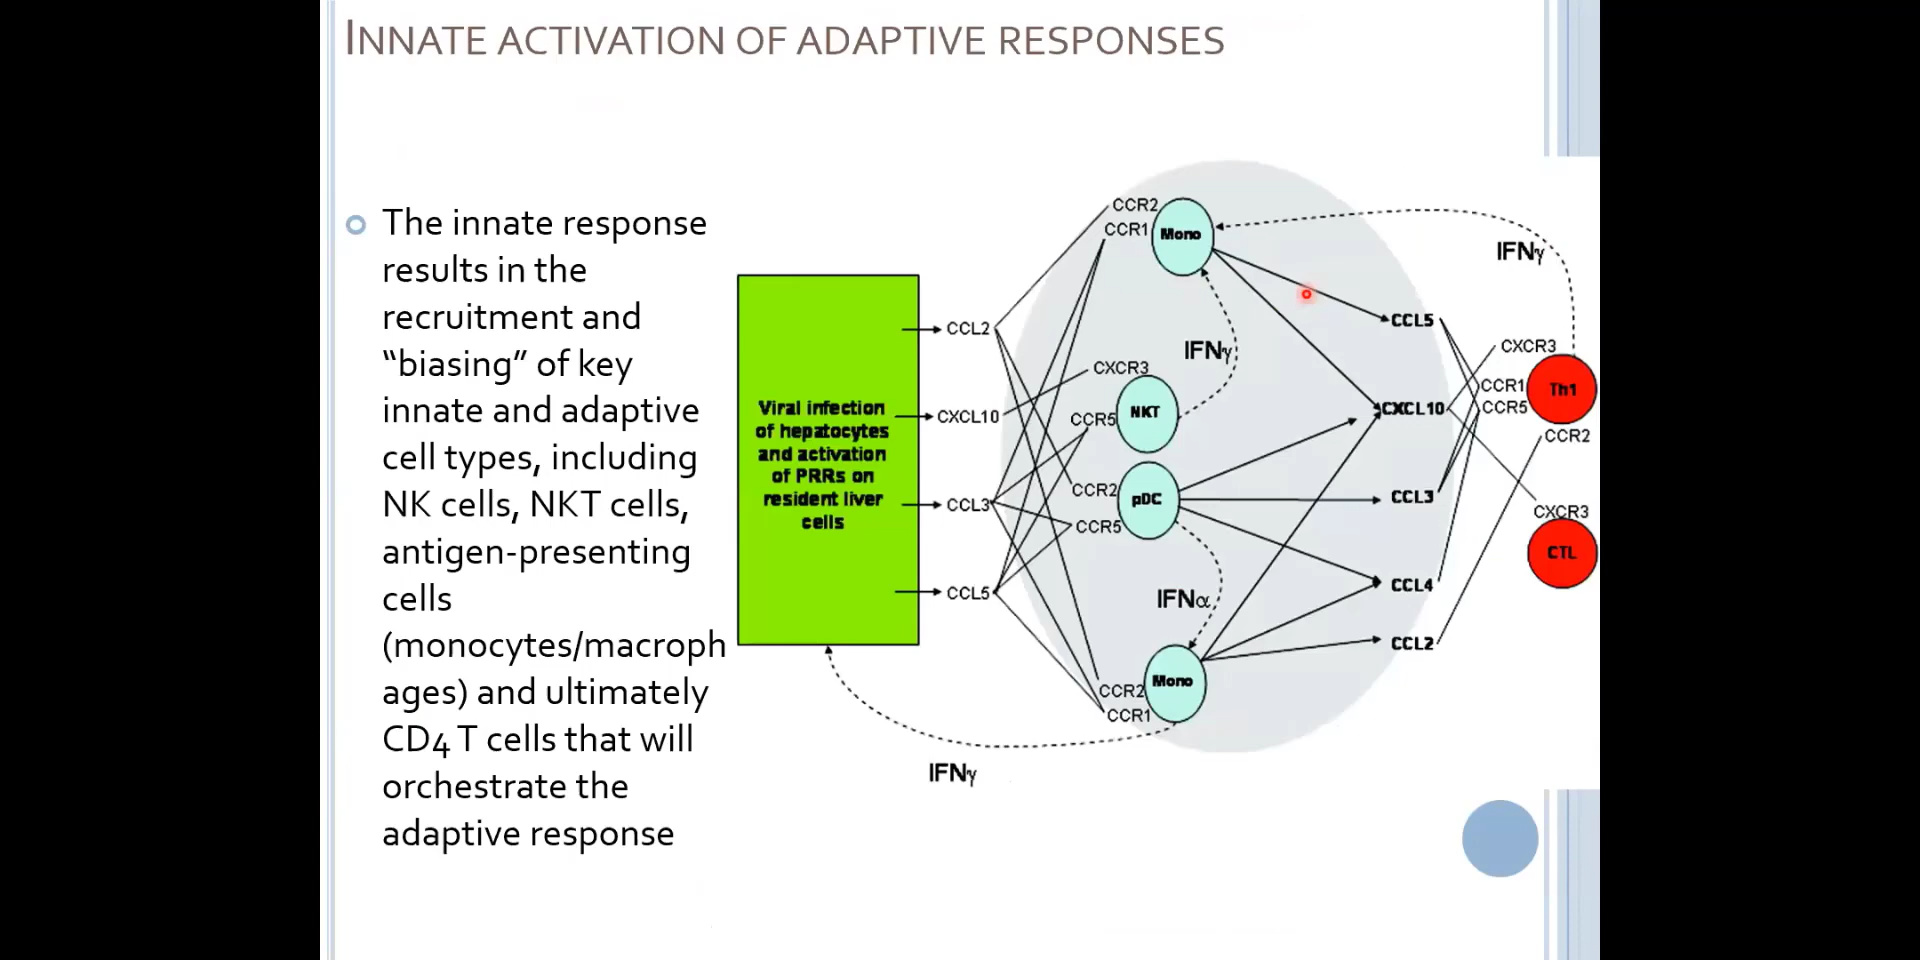 INNATE ACTIVATION OF ADAPTIVE RESPONSES
The innate response
results in the
recruitment and
“biasing” of key
innate and adaptive
cell types, including
NK cells, NKT cells,
antigen-presenting
cells
(monocytes/macroph
ages) and ultimately
CD4 T cells that will
orchestrate the
adaptive response
Viral infection
of hepatocytes
and activation
of PRRs on
resident liver
cells
CCL2
CXCL10
CCL3
CCL5
CCR2
CCR1
Mono
IFNγ
CXCR3
CCR5
NKT
CCR2
CCR5
pDC
IFNα
CCR2
CCR1
Mono
IFNγ
CCL5
CXCL10
CCL3
CCL4
CCL2
IFNγ
CXCR3
CCR1
CCR5
Th1
CCR2
CXCR3
CTL